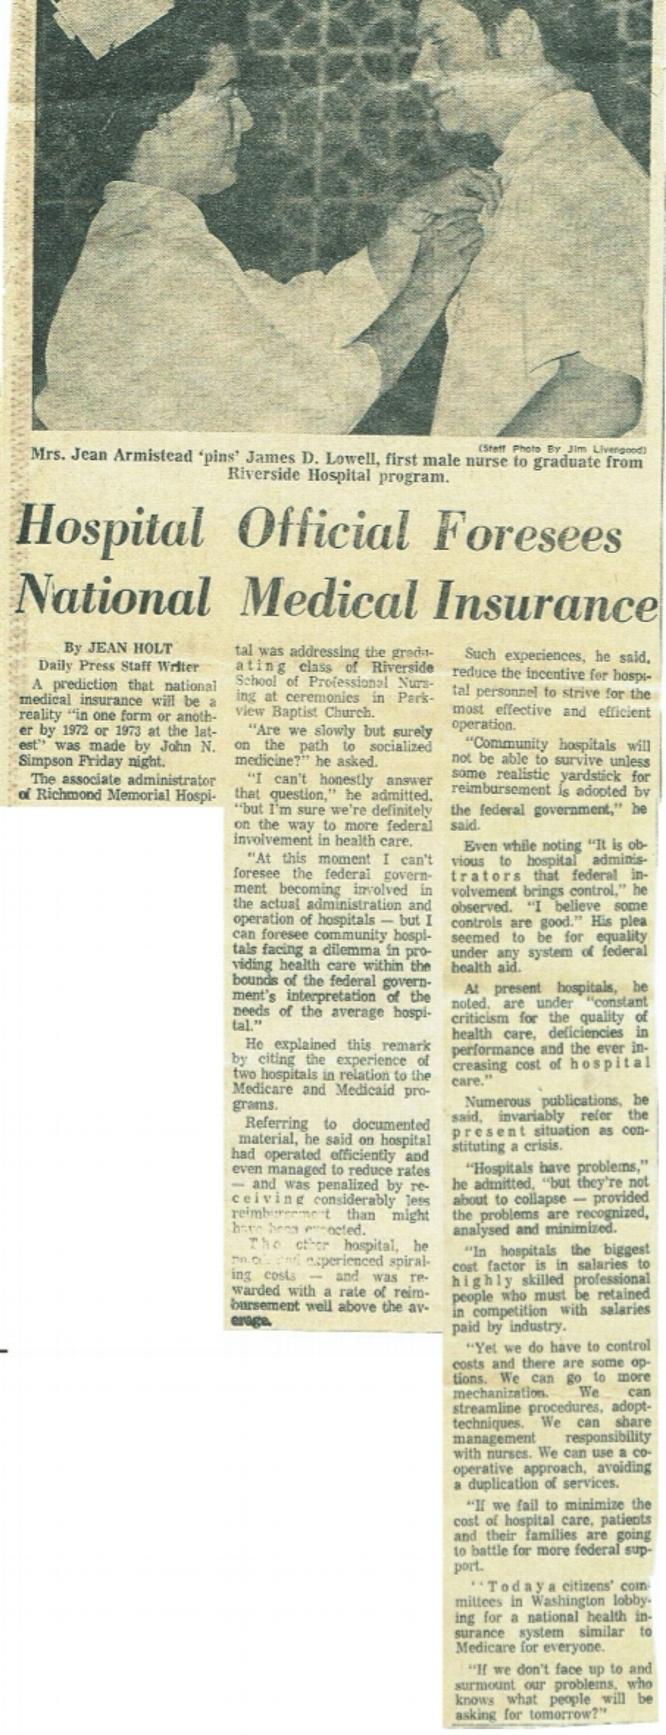 (Staff Photo By Jim Livengood)
Mrs. Jean Armistead 'pins' James D. Lowell, first male nurse to graduate from
Riverside Hospital program.
Hospital Official Foresees
National Medical Insurance
By JEAN HOLT
Daily Press Staff Writer
A prediction that national
medical insurance will be a
reality "in one form or anoth-
er by 1972 or 1973 at the lat-
est" was made by John N.
Simpson Friday night.
The associate administrator
of Richmond Memorial Hospi-
tal was addressing the gradu-
ating class of Riverside
School of Professional Nurs-
ing at ceremonies in Park-
view Baptist Church.
"Are we slowly but surely
on the path to socialized
medicine?" he asked.
"I can't honestly answer
that question," he admitted,
"but I'm sure we're definitely
on the way to more federal
involvement in health care.
"At this moment I can't
foresee the federal govern-
ment becoming involved in
the actual administration and
operation of hospitals — but I
can foresee community hospi-
tals facing a dilemma in pro-
viding health care within the
bounds of the federal govern-
ment's interpretation of the
needs of the average hospi-
tal."
He explained this remark
by citing the experience of
two hospitals in relation to the
Medicare and Medicaid pro-
grams.
Referring to documented
material, he said on hospital
had operated efficiently and
even managed to reduce rates
— and was penalized by re-
ceiving considerably less
reimbursement than might
have been expected.
The other hospital, he
experienced spiral-
ing costs — and was re-
warded with a rate of reim-
bursement well above the av-
erage.
Such experiences, he said,
reduce the incentive for hospi-
tal personnel to strive for the
most effective and efficient
operation.
"Community hospitals will
not be able to survive unless
some realistic yardstick for
reimbursement is adopted by
the federal government," he
said.
Even while noting "It is ob-
vious to hospital adminis-
trators that federal in-
volvement brings control," he
observed. "I believe some
controls are good." His plea
seemed to be for equality
under any system of federal
health aid.
At present hospitals, he
noted, are under "constant
criticism for the quality of
health care, deficiencies in
performance and the ever in-
creasing cost of hospital
care."
Numerous publications, he
said, invariably refer the
present situation as con-
stituting a crisis.
"Hospitals have problems,"
he admitted, "but they're not
about to collapse — provided
the problems are recognized,
analysed and minimized.
"In hospitals the biggest
cost factor is in salaries to
highly skilled professional
people who must be retained
in competition with salaries
paid by industry.
"Yet we do have to control
costs and there are some op-
tions. We can go to more
mechanization. We can
streamline procedures, adopt-
techniques. We can share
management responsibility
with nurses. We can use a co-
operative approach, avoiding
a duplication of services.
"If we fail to minimize the
cost of hospital care, patients
and their families are going
to battle for more federal sup-
port.
"Today a citizens' com-
mittees in Washington lobby-
ing for a national health in-
surance system similar to
Medicare for everyone.
"If we don't face up to and
surmount our problems, who
knows what people will be
asking for tomorrow?"